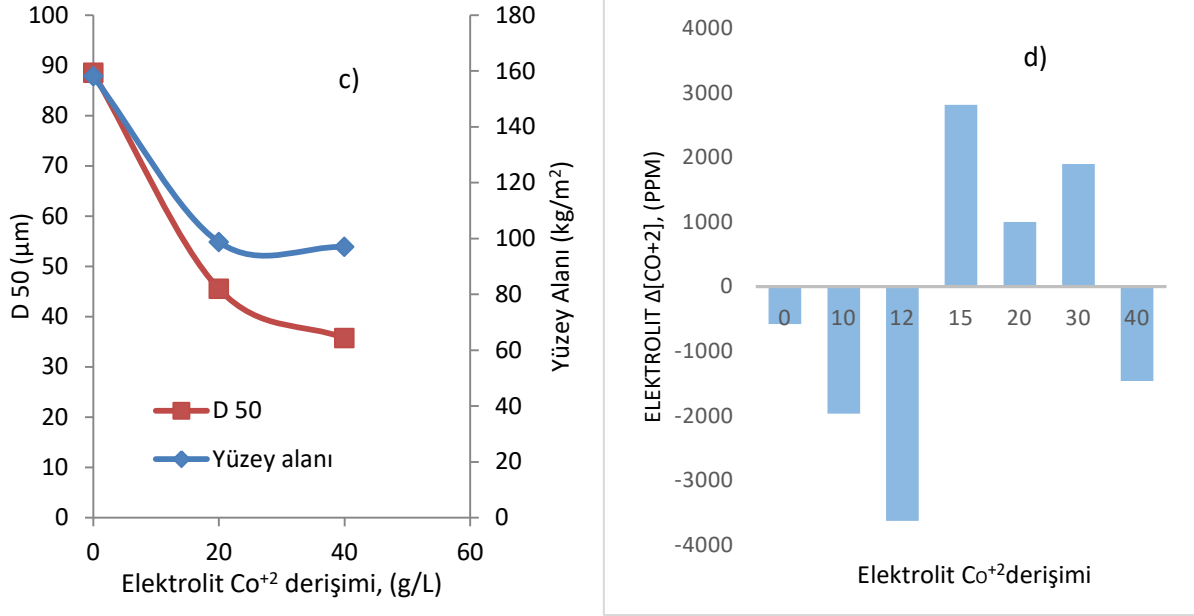 c)
100
90
80
70
60
50
40
30
20
10
0
D 50 (µm)
180
160
140
120
100
80
60
40
20
0
Yüzey Alanı (kg/m²)
D 50
Yüzey alanı
0 20 40 60
Elektrolit Co⁺² derişimi, (g/L)
d)
4000
3000
2000
1000
0
-1000
-2000
-3000
-4000
ELEKTROLIT Δ[CO+2], (PPM)
0 10 12 15 20 30 40
Elektrolit Co⁺²derişimi